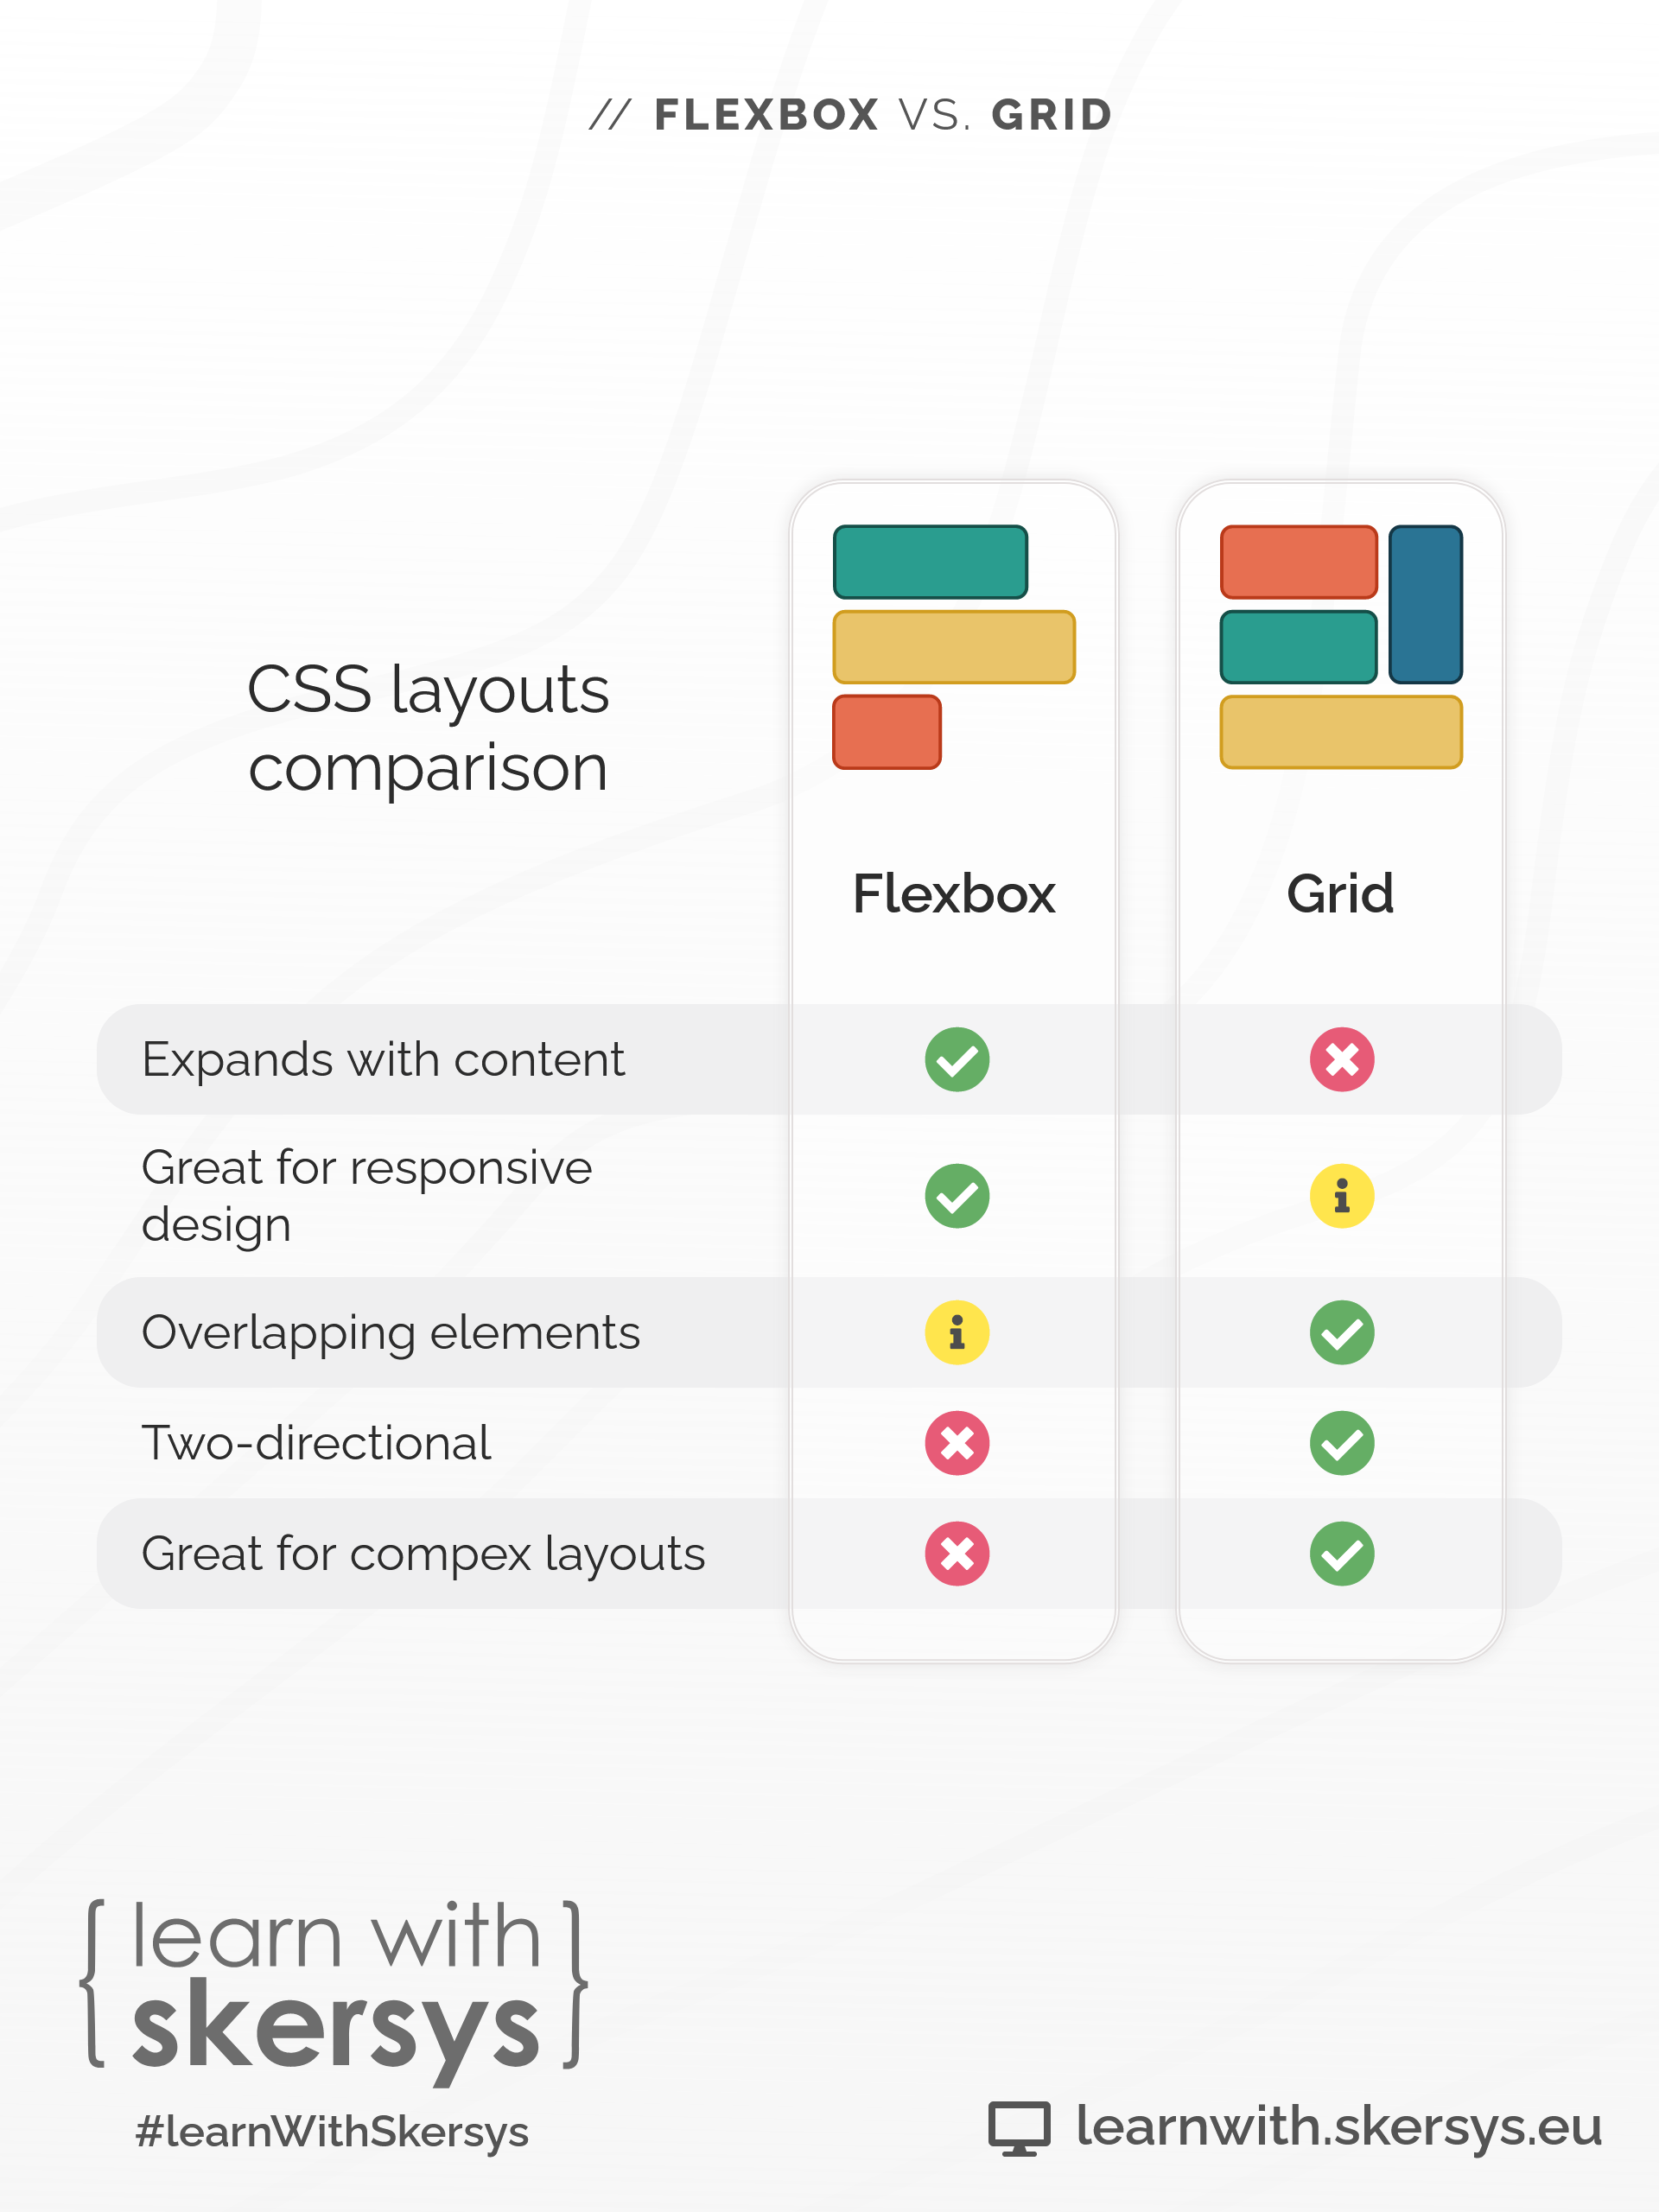 // FLEXBOX VS. GRID
CSS layouts
comparison
Flexbox
Grid
Expands with content
Great for responsive
design
Overlapping elements
Two-directional
Great for compex layouts
{ learn with
skersys }
#learnWithSkersys
learnwith.skersys.eu